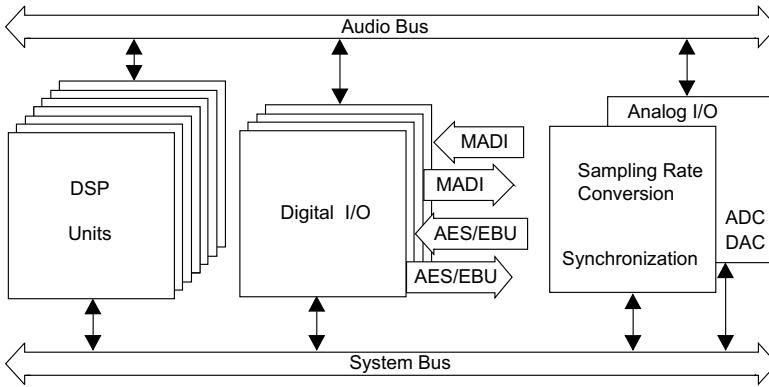 Audio Bus
DSP
Units
Digital I/O
MADI
MADI
AES/EBU
AES/EBU
Analog I/O
Sampling Rate
Conversion
Synchronization
ADC
DAC
System Bus